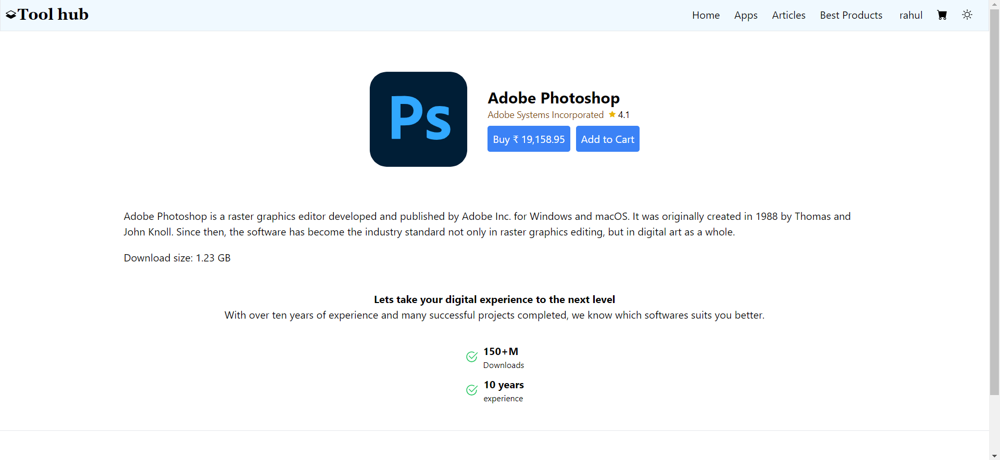 Tool hub
Home Apps Articles Best Products rahul
Ps
Adobe Photoshop
Adobe Systems Incorporated 4.1
Buy ₹ 19,158.95 Add to Cart
Adobe Photoshop is a raster graphics editor developed and published by Adobe Inc. for Windows and macOS. It was originally created in 1988 by Thomas and
John Knoll. Since then, the software has become the industry standard not only in raster graphics editing, but in digital art as a whole.
Download size: 1.23 GB
Lets take your digital experience to the next level
With over ten years of experience and many successful projects completed, we know which softwares suits you better.
150+M
Downloads
10 years
experience